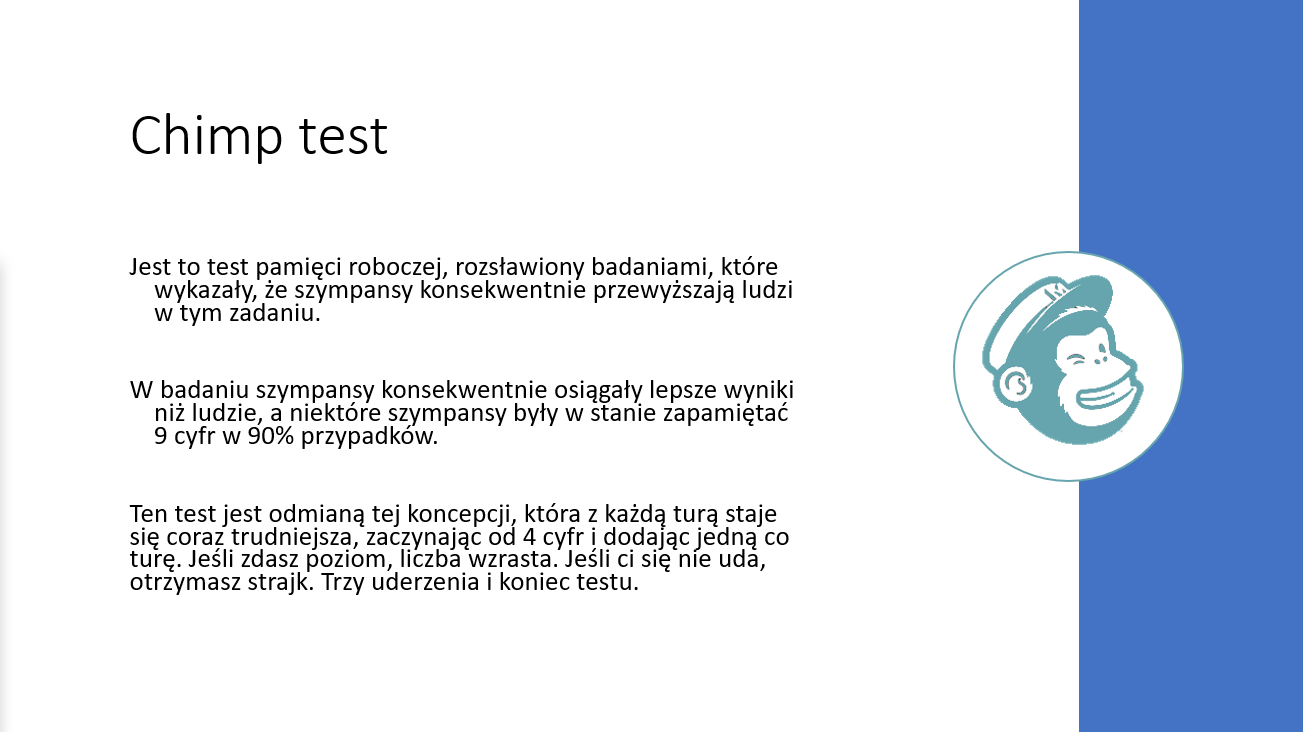 Chimp test
Jest to test pamięci roboczej, rozsławiony badaniami, które
wykazały, że szympansy konsekwentnie przewyższają ludzi
w tym zadaniu.
W badaniu szympansy konsekwentnie osiągały lepsze wyniki
niż ludzie, a niektóre szympansy były w stanie zapamiętać
9 cyfr w 90% przypadków.
Ten test jest odmianą tej koncepcji, która z każdą turą staje
się coraz trudniejsza, zaczynając od 4 cyfr i dodając jedną co
turę. Jeśli zdasz poziom, liczba wzrasta. Jeśli ci się nie uda,
otrzymasz strajk. Trzy uderzenia i koniec testu.